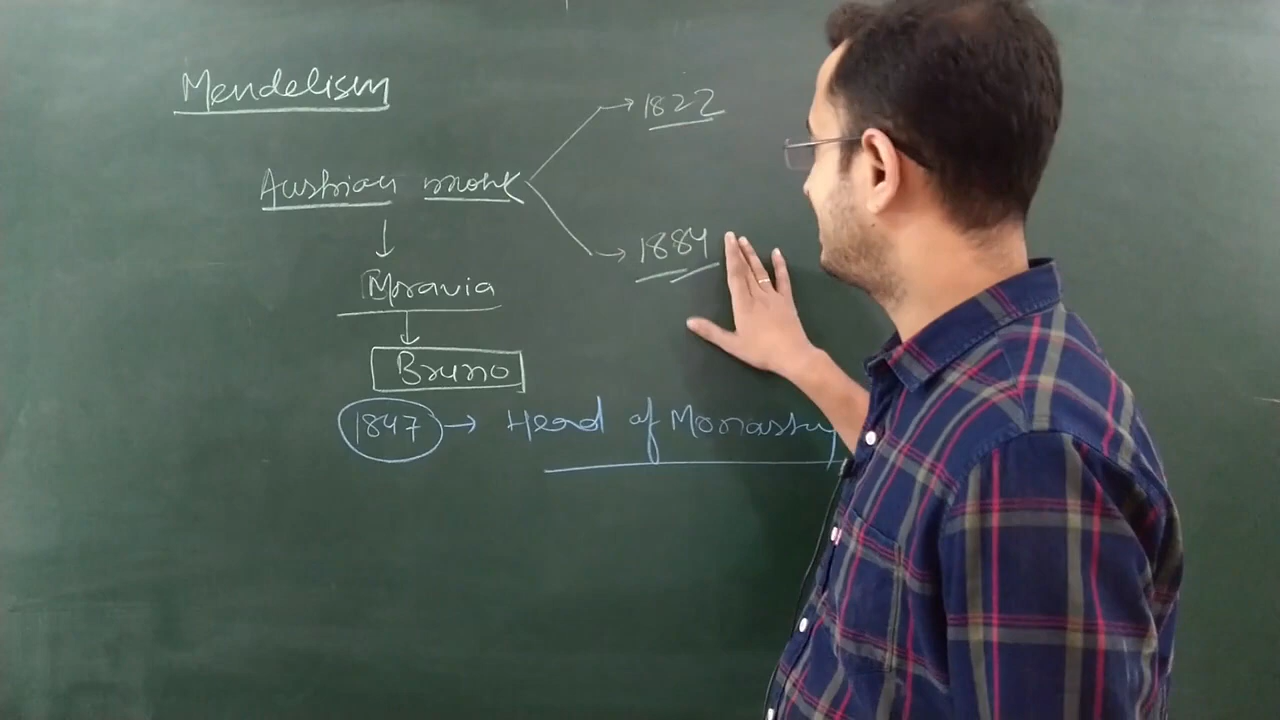 Mendelism
1822
Austrian monk
1884
Moravia
Bruno
1847 → Head of Monastry